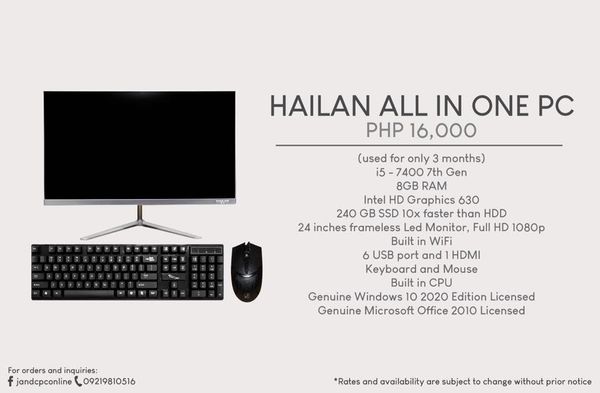 HAILAN ALL IN ONE PC
PHP 16,000
(used for only 3 months)
i5 - 7400 7th Gen
8GB RAM
Intel HD Graphics 630
240 GB SSD 10x faster than HDD
24 inches frameless Led Monitor, Full HD 1080p
Built in WiFi
6 USB port and 1 HDMI
Keyboard and Mouse
Built in CPU
Genuine Windows 10 2020 Edition Licensed
Genuine Microsoft Office 2010 Licensed
For orders and inquiries:
f jandcpconline 09219810516
*Rates and availability are subject to change without prior notice